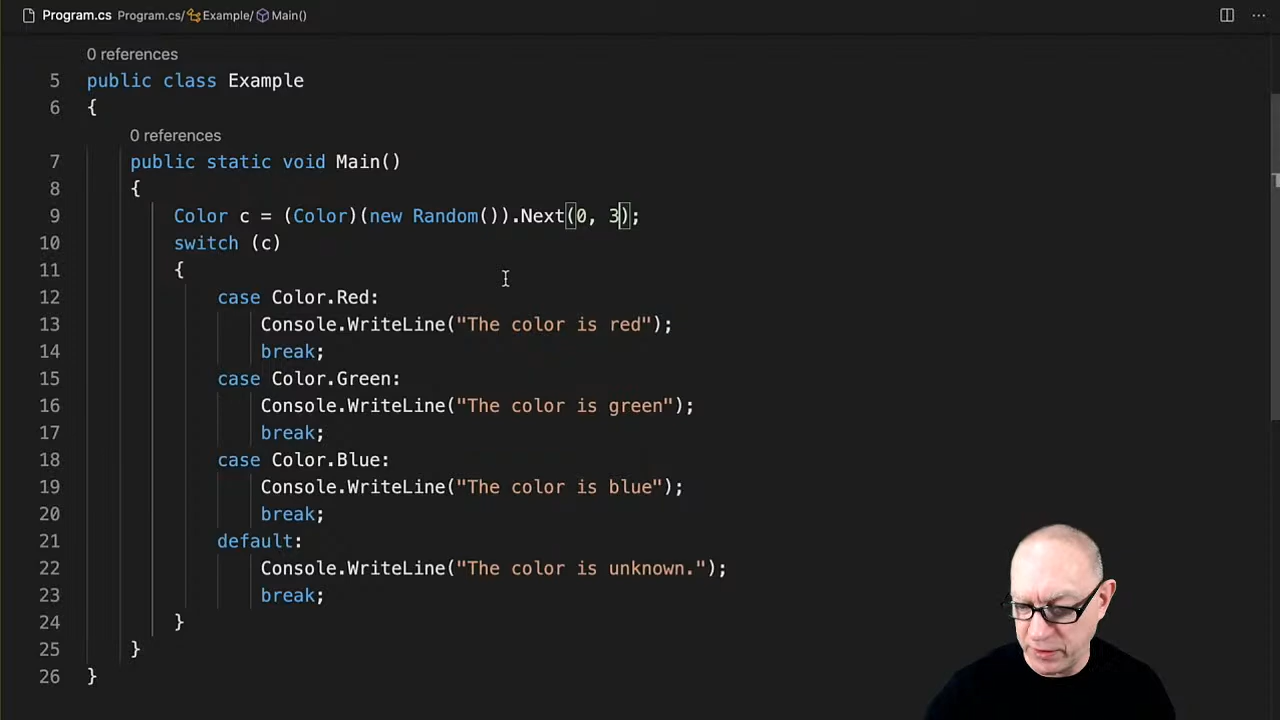 Program.cs Program.cs/Example/Main()
0 references
5 public class Example
6 {
0 references
7 public static void Main()
8 {
9 Color c = (Color)(new Random()).Next(0, 3);
10 switch (c)
11 {
12 case Color.Red:
13 Console.WriteLine("The color is red");
14 break;
15 case Color.Green:
16 Console.WriteLine("The color is green");
17 break;
18 case Color.Blue:
19 Console.WriteLine("The color is blue");
20 break;
21 default:
22 Console.WriteLine("The color is unknown.");
23 break;
24 }
25 }
26 }